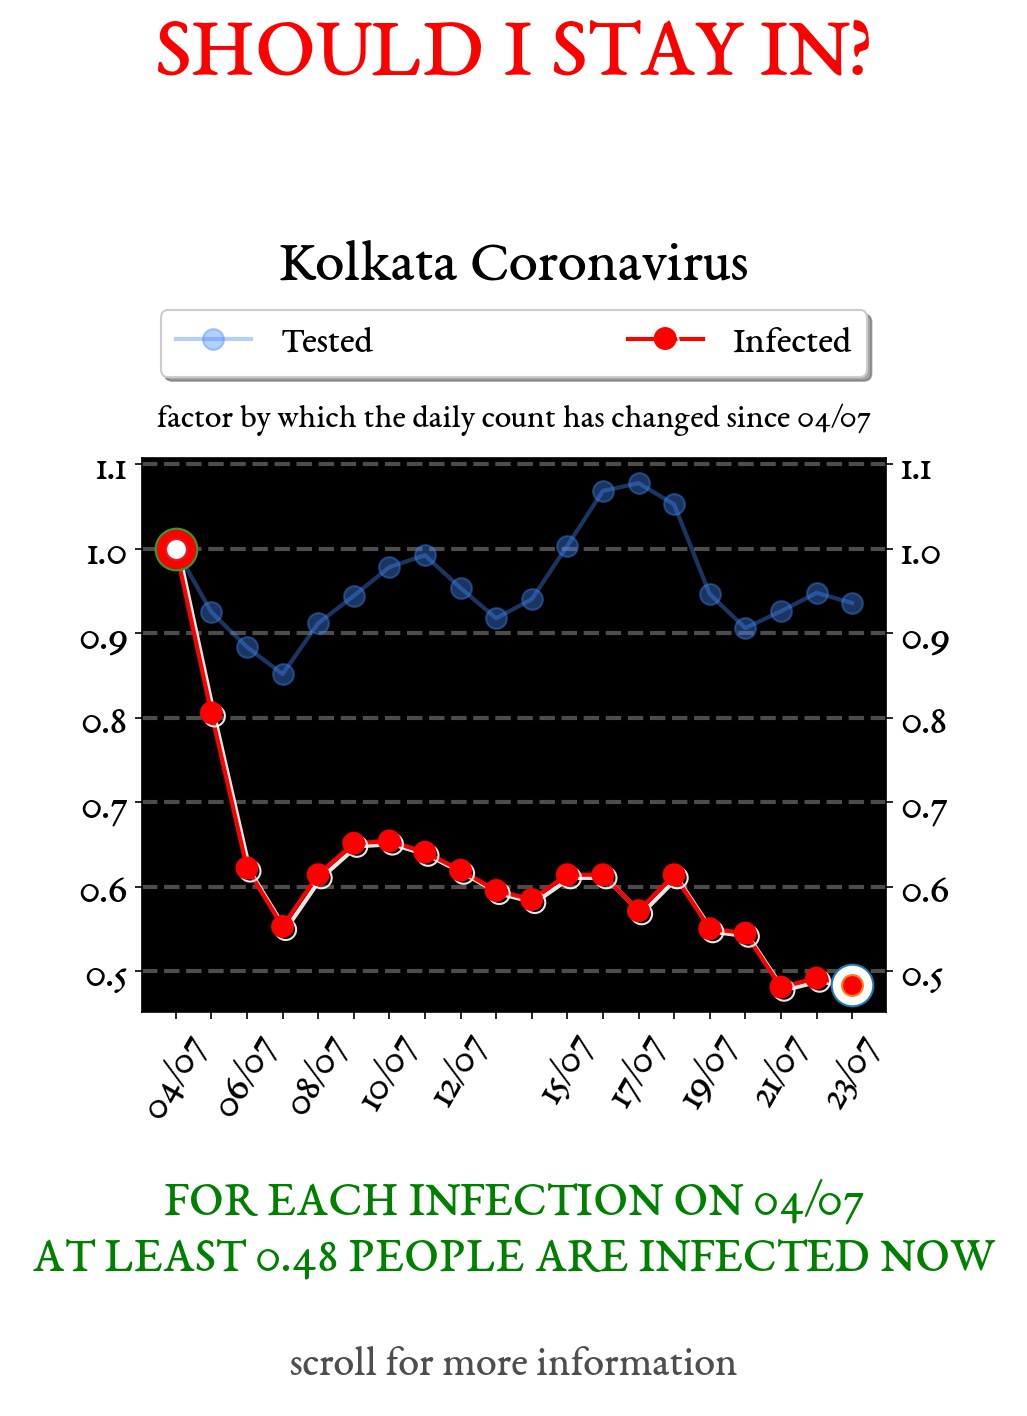 SHOULD I STAY IN?
Kolkata Coronavirus
Tested Infected
factor by which the daily count has changed since 04/07
1.1 1.1
1.0 1.0
0.9 0.9
0.8 0.8
0.7 0.7
0.6 0.6
0.5 0.5
04/07 06/07 08/07 10/07 12/07 15/07 17/07 19/07 21/07 23/07
FOR EACH INFECTION ON 04/07
AT LEAST 0.48 PEOPLE ARE INFECTED NOW
scroll for more information